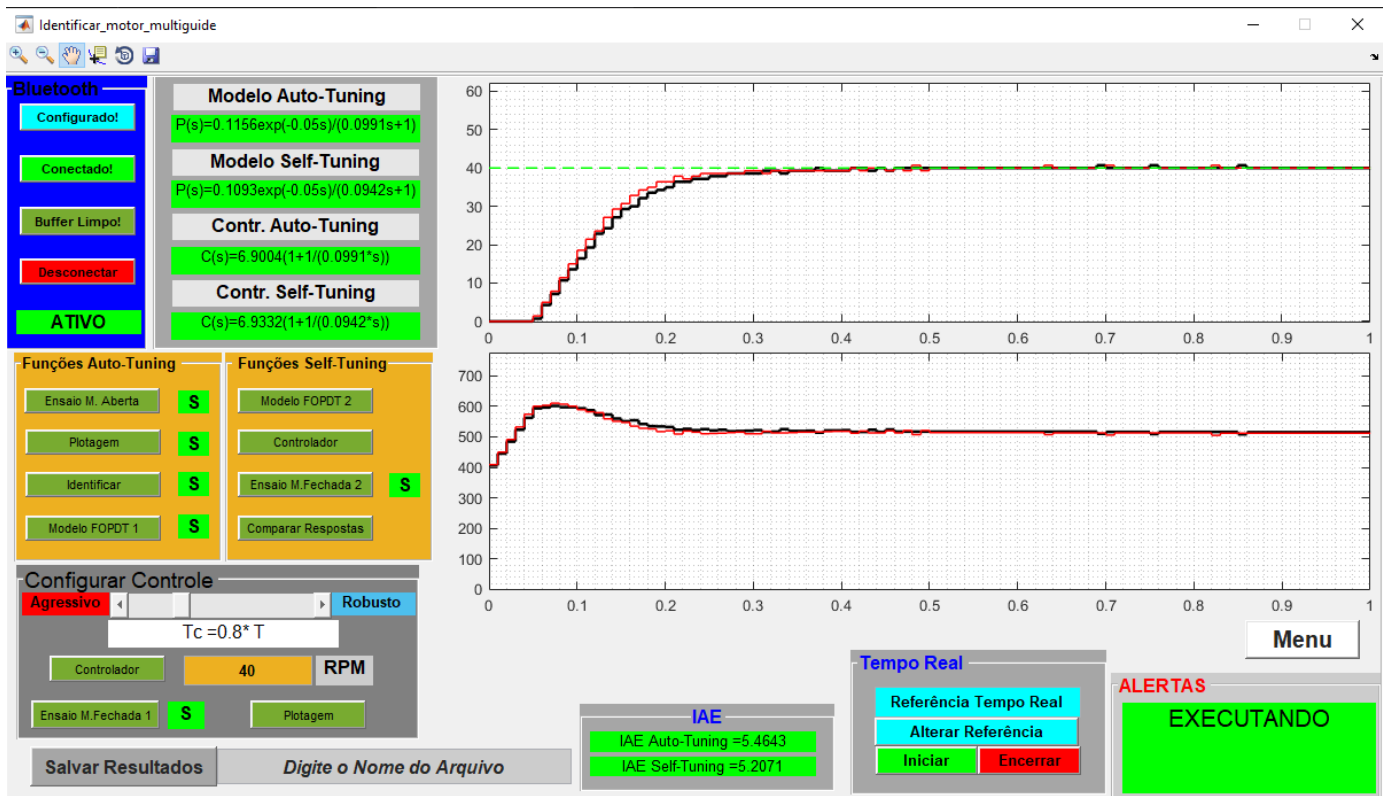 Identificar_motor_multiguide
Bluetooth
Configurado!
Conectado!
Buffer Limpo!
Desconectar
ATIVO
Modelo Auto-Tuning
P(s)=0.1156exp(-0.05s)/(0.0991s+1)
Modelo Self-Tuning
P(s)=0.1093exp(-0.05s)/(0.0942s+1)
Contr. Auto-Tuning
C(s)=6.9004(1+1/(0.0991*s))
Contr. Self-Tuning
C(s)=6.9332(1+1/(0.0942*s))
60
50
40
30
20
10
0
0 0.1 0.2 0.3 0.4 0.5 0.6 0.7 0.8 0.9 1
700
600
500
400
300
200
100
0
0 0.1 0.2 0.3 0.4 0.5 0.6 0.7 0.8 0.9 1
Funções Auto-Tuning
Ensaio M. Aberta S
Plotagem S
Identificar S
Modelo FOPDT 1 S
Funções Self-Tuning
Modelo FOPDT 2
Controlador
Ensaio M.Fechada 2 S
Comparar Respostas
Configurar Controle
Agressivo Robusto
Tc =0.8* T
Controlador 40 RPM
Ensaio M.Fechada 1 S Plotagem
Salvar Resultados Digite o Nome do Arquivo
IAE
IAE Auto-Tuning =5.4643
IAE Self-Tuning =5.2071
Tempo Real
Referência Tempo Real
Alterar Referência
Iniciar Encerrar
Menu
ALERTAS
EXECUTANDO